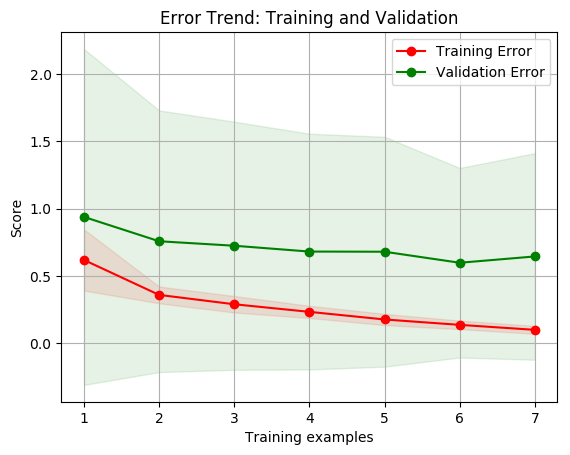 Error Trend: Training and Validation
Training Error
Validation Error
Score
2.0
1.5
1.0
0.5
0.0
1 2 3 4 5 6 7
Training examples